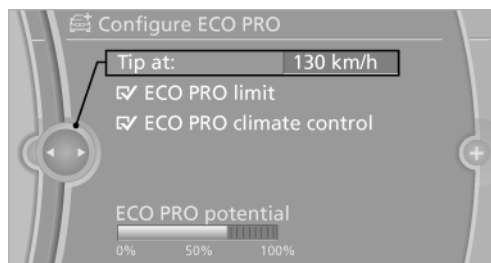 Configure ECO PRO
Tip at: 130 km/h
ECO PRO limit
ECO PRO climate control
ECO PRO potential
0% 50% 100%